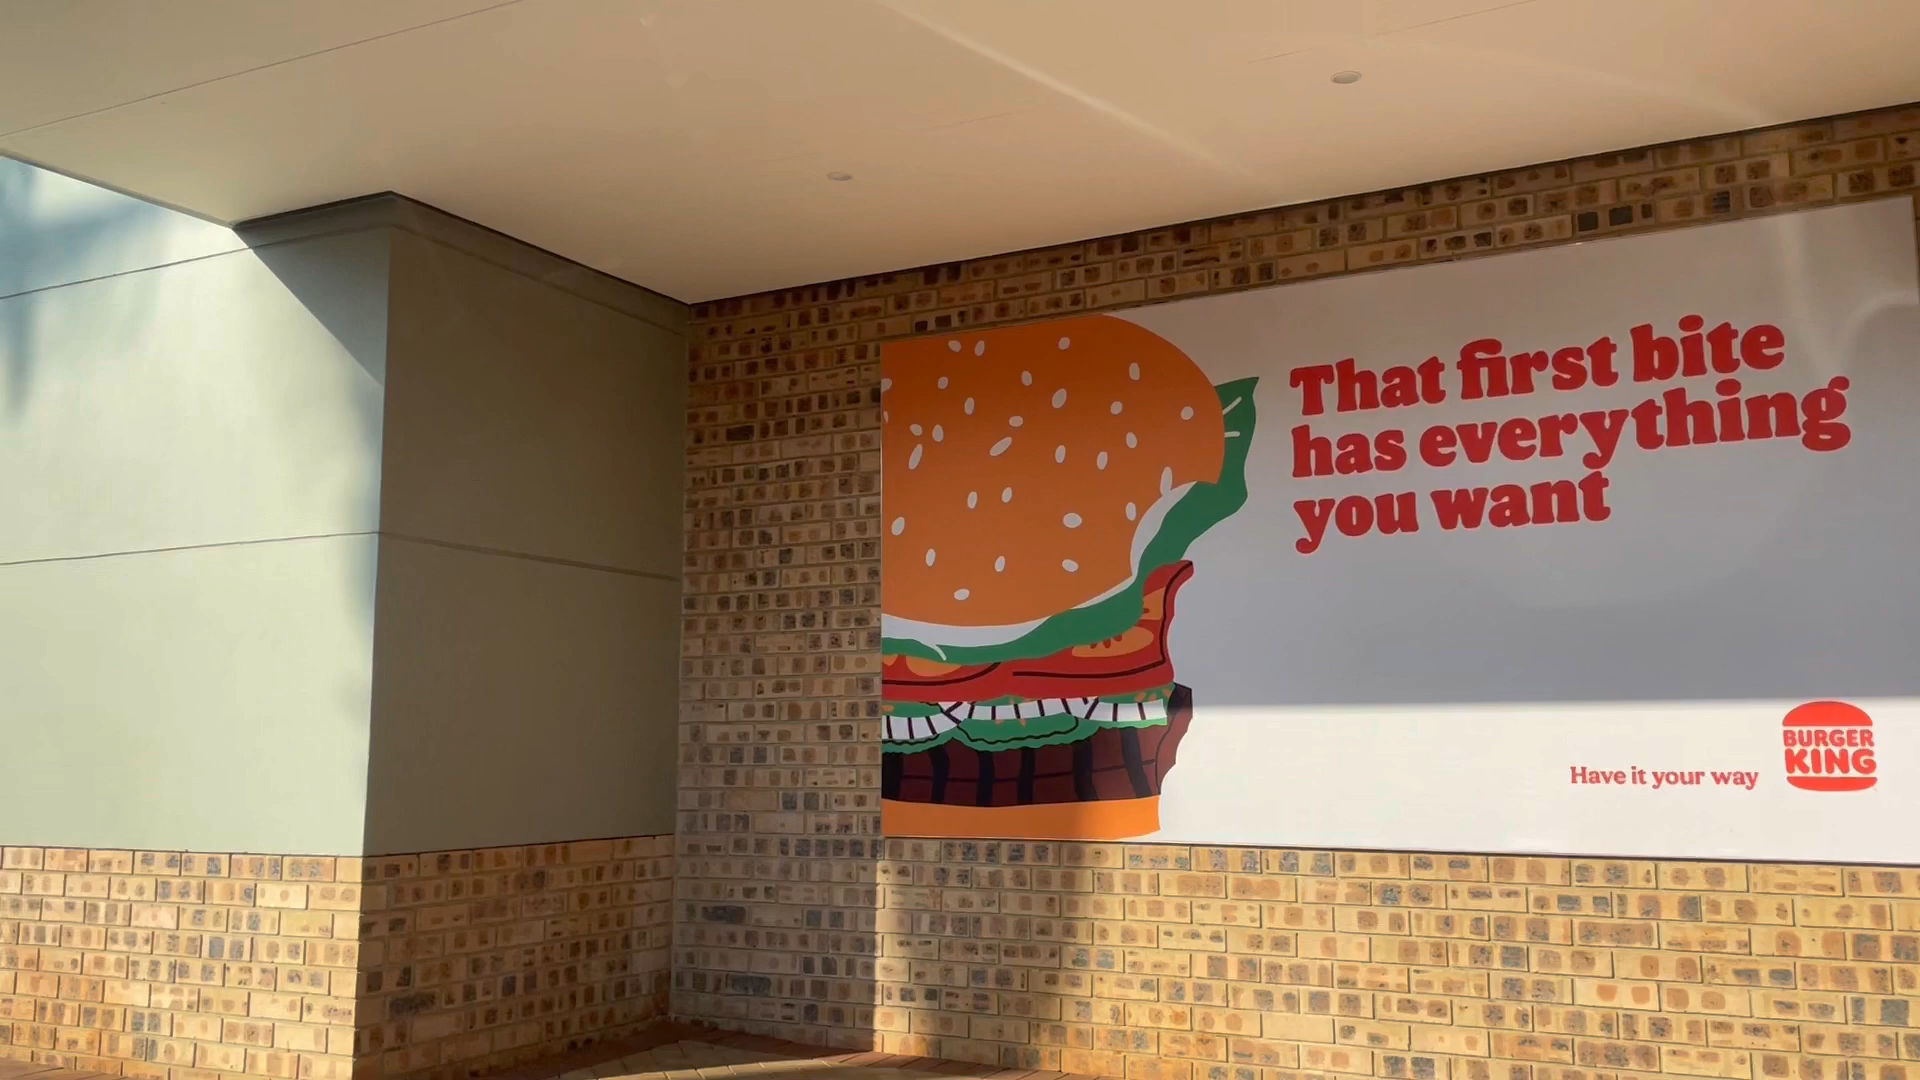 That first bite
has everything
you want
Have it your way
BURGER
KING